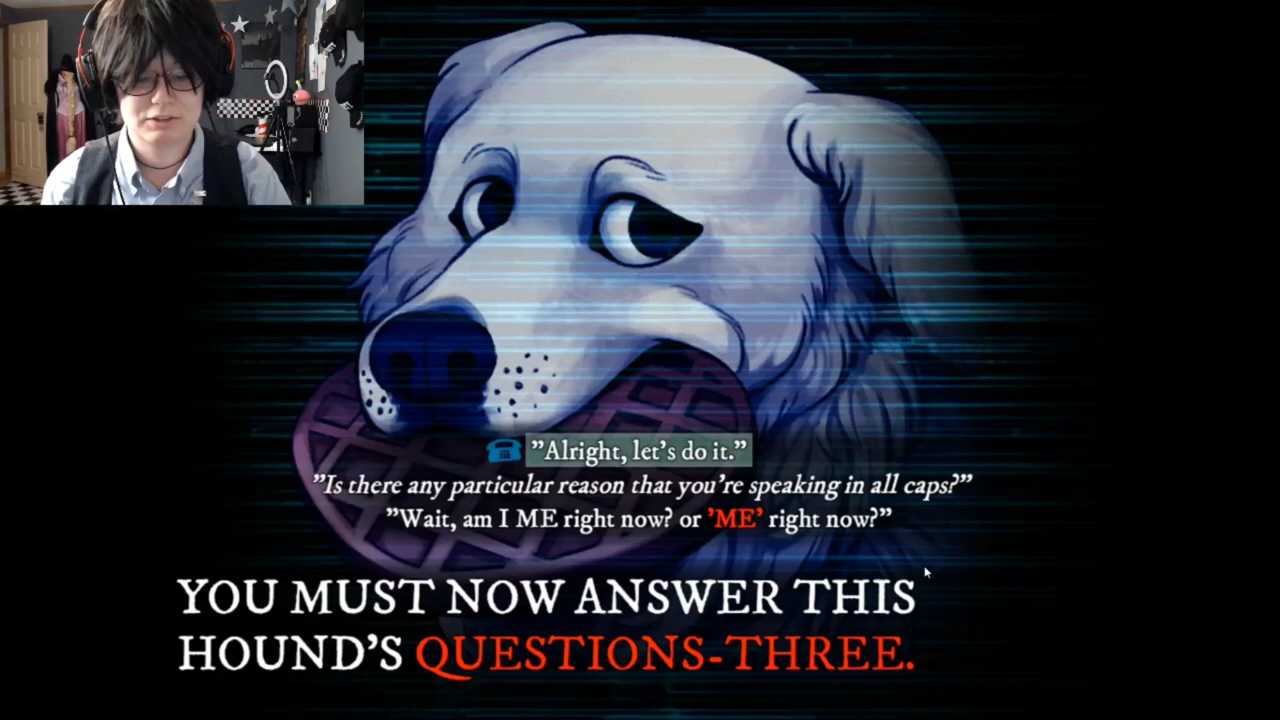 ”Alright, let’s do it.”
”Is there any particular reason that you’re speaking in all caps?”
”Wait, am I ME right now? or ’ME’ right now?”
YOU MUST NOW ANSWER THIS
HOUND’S QUESTIONS-THREE.